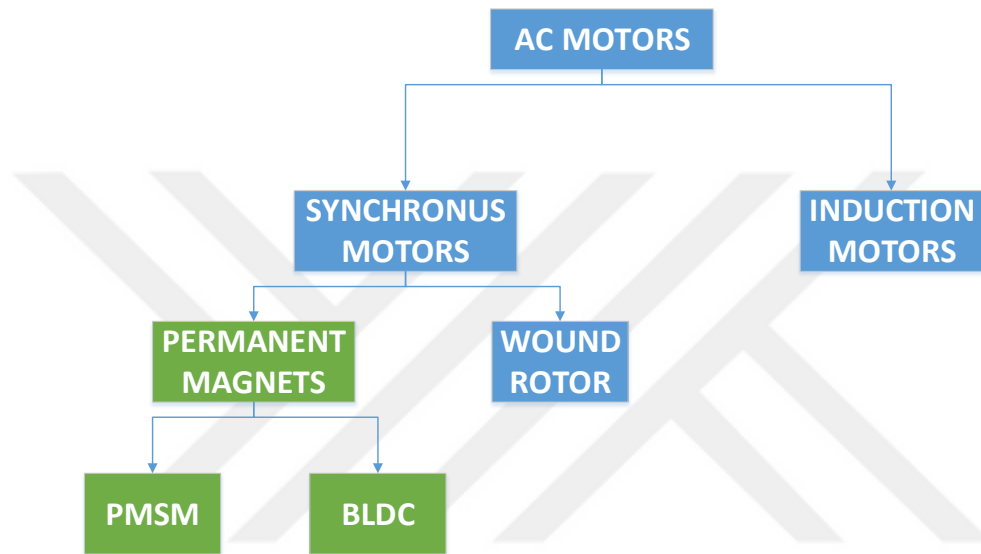 AC MOTORS
SYNCHRONUS
MOTORS
INDUCTION
MOTORS
PERMANENT
MAGNETS
WOUND
ROTOR
PMSM
BLDC